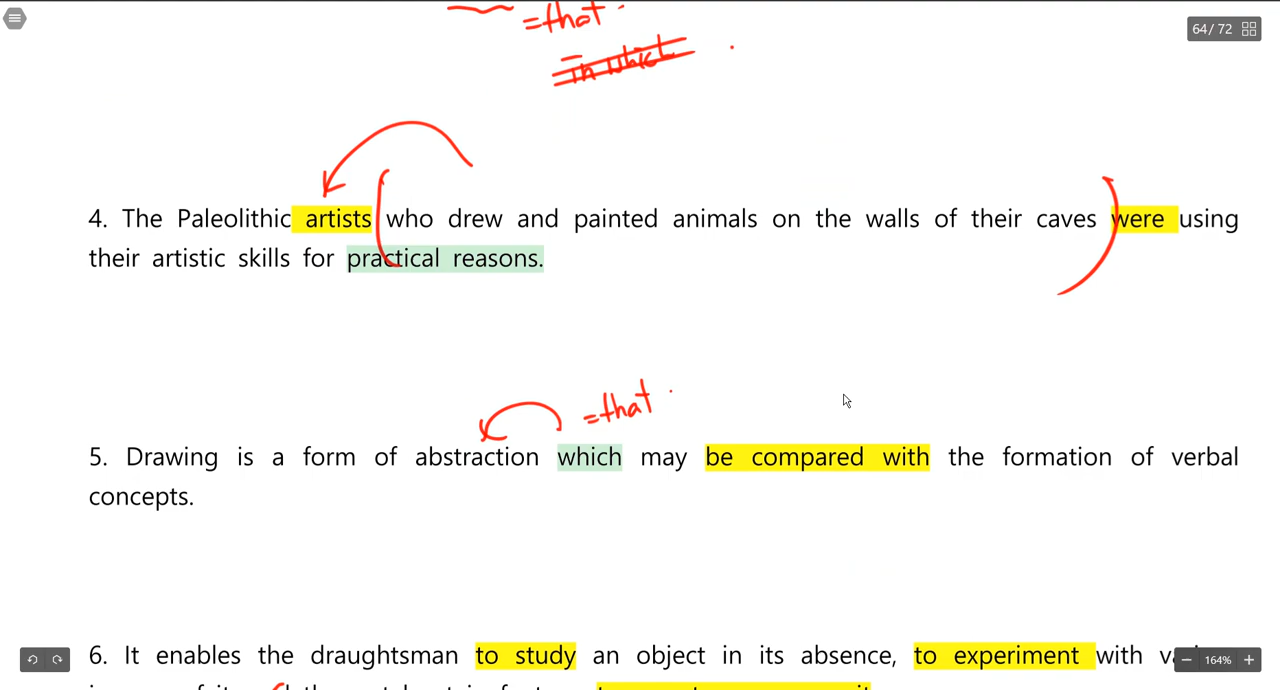 =that
in which
64/ 72
4. The Paleolithic artists who drew and painted animals on the walls of their caves were using
their artistic skills for practical reasons.
=that
5. Drawing is a form of abstraction which may be compared with the formation of verbal
concepts.
6. It enables the draughtsman to study an object in its absence, to experiment with
164%